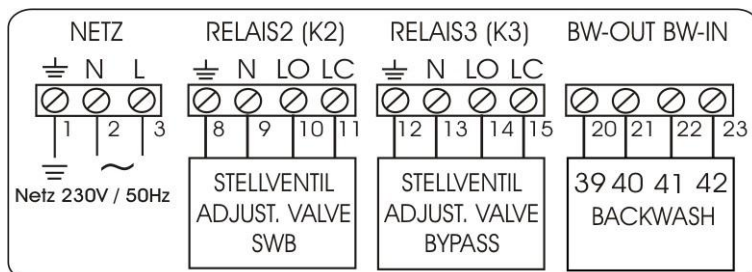 NETZ RELAIS2 (K2) RELAIS3 (K3) BW-OUT BW-IN
N L N LO LC N LO LC
1 2 3 8 9 10 11 12 13 14 15 20 21 22 23
Netz 230V / 50Hz
STELLVENTIL
ADJUST. VALVE
SWB
STELLVENTIL
ADJUST. VALVE
BYPASS
39 40 41 42
BACKWASH